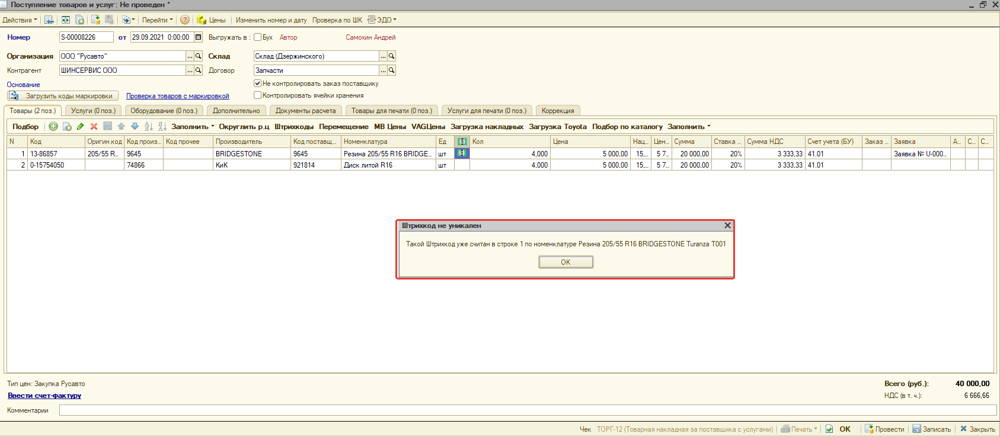 Поступление товаров и услуг: Не проведен *
Действия Перейти Цены Изменить номер и дату Проверка по ШК ЭДО
Номер S-00008226 от 29.09.2021 0:00:00 Выгружать в : Бух Автор Самохин Андрей
Организация ООО "Русавто" ... Склад Склад (Дзержинского) ...
Контрагент ШИНСЕРВИС ООО ... Договор Запчасти ...
Основание Не контролировать заказ поставщику
Загрузить коды маркировки Проверка товаров с маркировкой Контролировать ячейки хранения
Товары (2 поз.) Услуги (0 поз.) Оборудование (0 поз.) Дополнительно Документы расчета Товары для печати (0 поз.) Услуги для печати (0 поз.) Коррекция
Подбор Заполнить Округлить р.ц Штрихкоды Перемещение МВ Цены VAGЦены Загрузка накладных Загрузка Toyota Подбор по каталогу Заполнить
N Код Оригин.код Код произ... Код прочее Производитель Код поставщ... Номенклатура Ед Кол Цена Нац... Цен... Сумма Ставка ... Сумма НДС Счет учета (БУ) Заказ ... Заявка А... С... С...
1 13-86857 205/55 R... 9645 BRIDGESTONE 9645 Резина 205/55 R16 BRIDGE... шт 4,000 5 000,00 15,... 5 7... 20 000,00 20% 3 333,33 41.01 Заявка № U-000...
2 0-15754050 74866 КиК 921814 Диск литой R16 шт 4,000 5 000,00 15,... 5 7... 20 000,00 20% 3 333,33 41.01
Штрихкод не уникален
Такой Штрихкод уже считан в строке 1 по номенклатуре Резина 205/55 R16 BRIDGESTONE Turanza T001
OK
Тип цен: Закупка Русавто Всего (руб.): 40 000,00
Ввести счет-фактуру НДС (в т. ч.): 6 666,66
Комментарии
Чек ТОРГ-12 (Товарная накладная за поставщика с услугами) Печать OK Провести Записать Закрыть